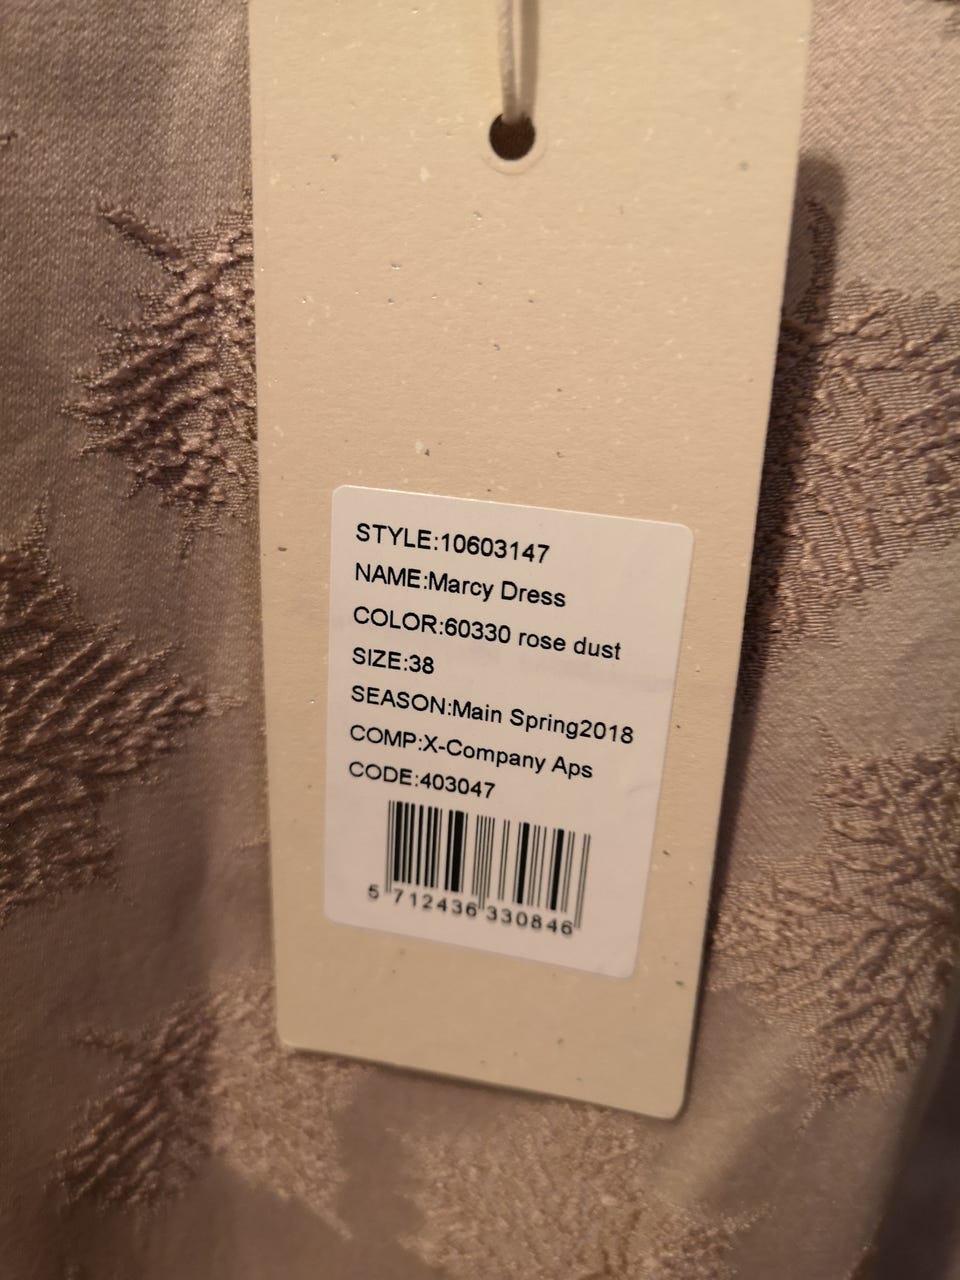 STYLE:10603147
NAME:Marcy Dress
COLOR:60330 rose dust
SIZE:38
SEASON:Main Spring2018
COMP:X-Company Aps
CODE:403047
5 712436 330846